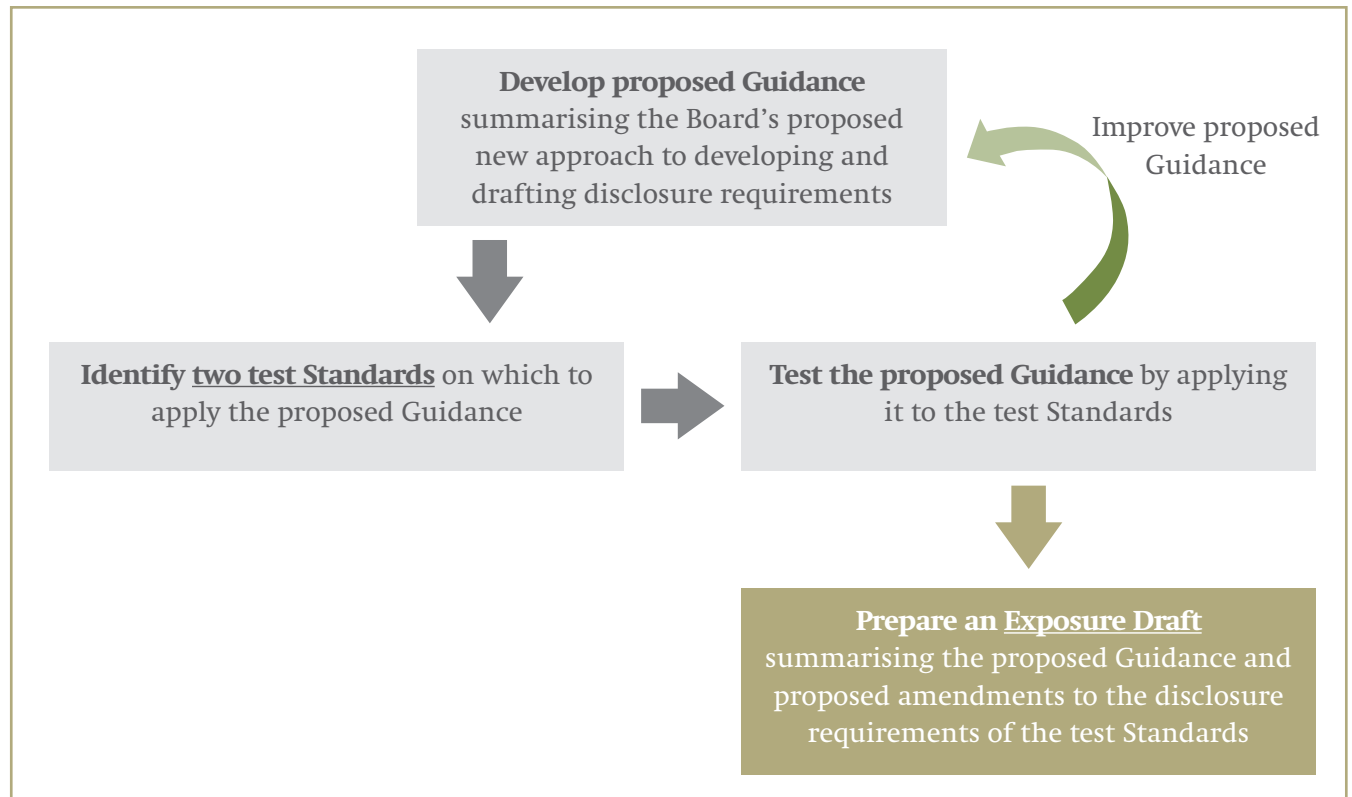 Develop proposed Guidance
summarising the Board’s proposed
new approach to developing and
drafting disclosure requirements
Improve proposed
Guidance
Identify two test Standards on which to
apply the proposed Guidance
Test the proposed Guidance by applying
it to the test Standards
Prepare an Exposure Draft
summarising the proposed Guidance and
proposed amendments to the disclosure
requirements of the test Standards